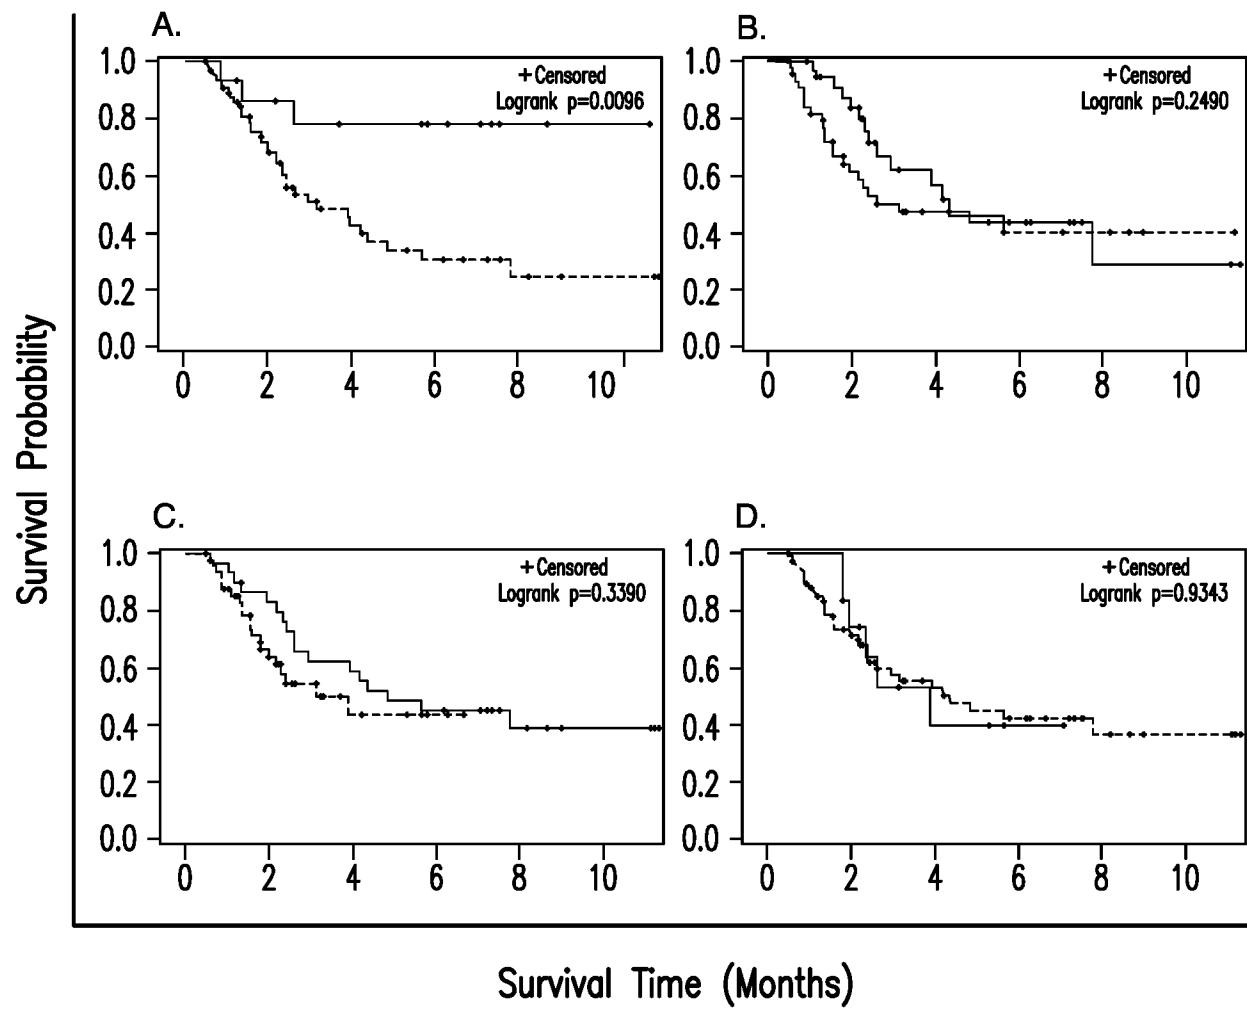 A.
1.0
0.8
0.6
0.4
0.2
0.0
+ Censored
Logrank p=0.0096
0 2 4 6 8 10
B.
1.0
0.8
0.6
0.4
0.2
0.0
+ Censored
Logrank p=0.2490
0 2 4 6 8 10
Survival Probability
C.
1.0
0.8
0.6
0.4
0.2
0.0
+ Censored
Logrank p=0.3390
0 2 4 6 8 10
D.
1.0
0.8
0.6
0.4
0.2
0.0
+ Censored
Logrank p=0.9343
0 2 4 6 8 10
Survival Time (Months)